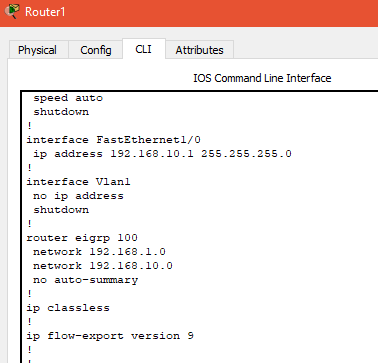 Router1
Physical Config CLI Attributes
IOS Command Line Interface
speed auto
shutdown
!
interface FastEthernet1/0
ip address 192.168.10.1 255.255.255.0
!
interface Vlan1
no ip address
shutdown
!
router eigrp 100
network 192.168.1.0
network 192.168.10.0
no auto-summary
!
ip classless
!
ip flow-export version 9
!
!